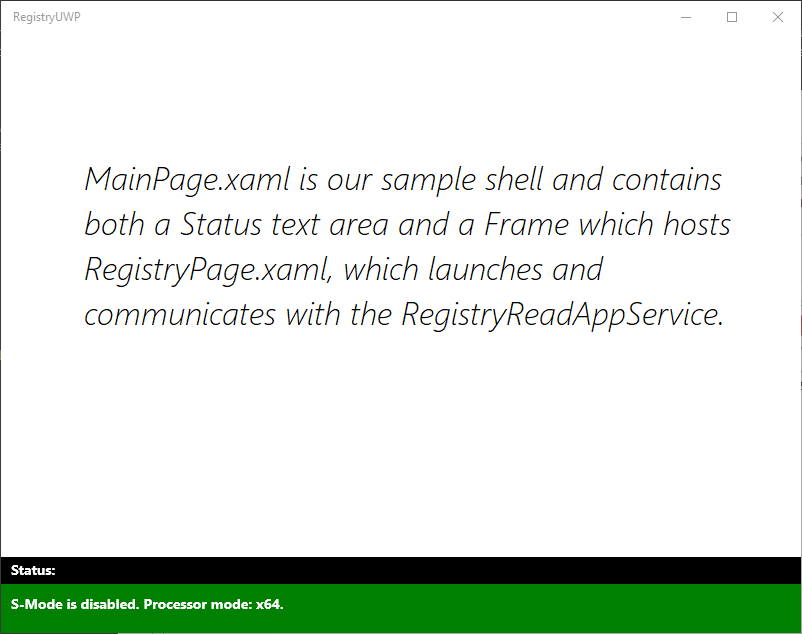 RegistryUWP
MainPage.xaml is our sample shell and contains
both a Status text area and a Frame which hosts
RegistryPage.xaml, which launches and
communicates with the RegistryReadAppService.
Status:
S-Mode is disabled. Processor mode: x64.